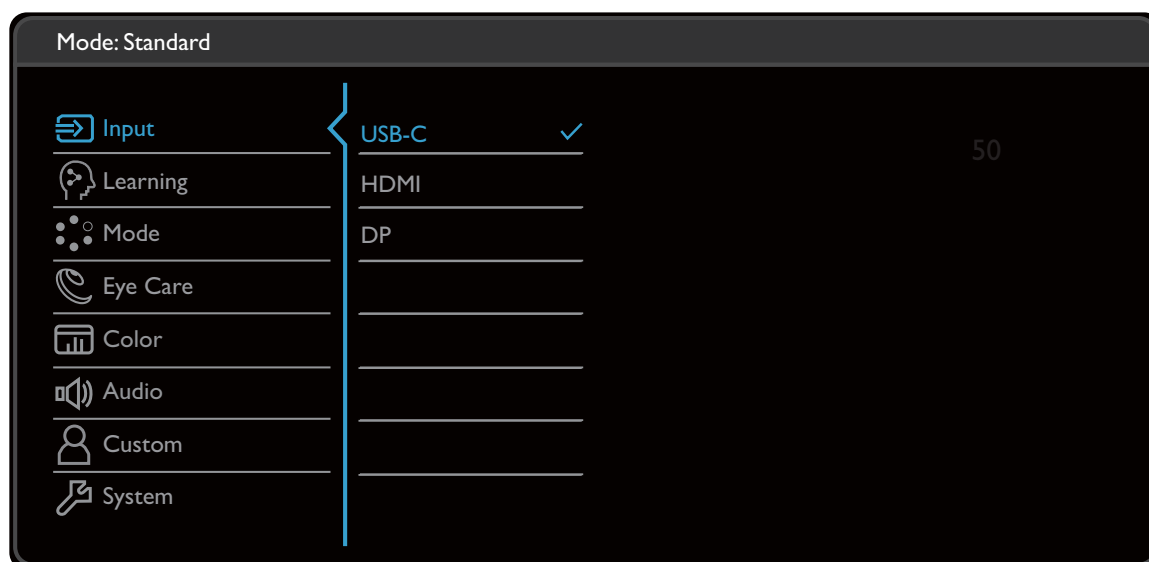 Mode: Standard
Input
Learning
Mode
Eye Care
Color
Audio
Custom
System
USB-C
HDMI
DP
50